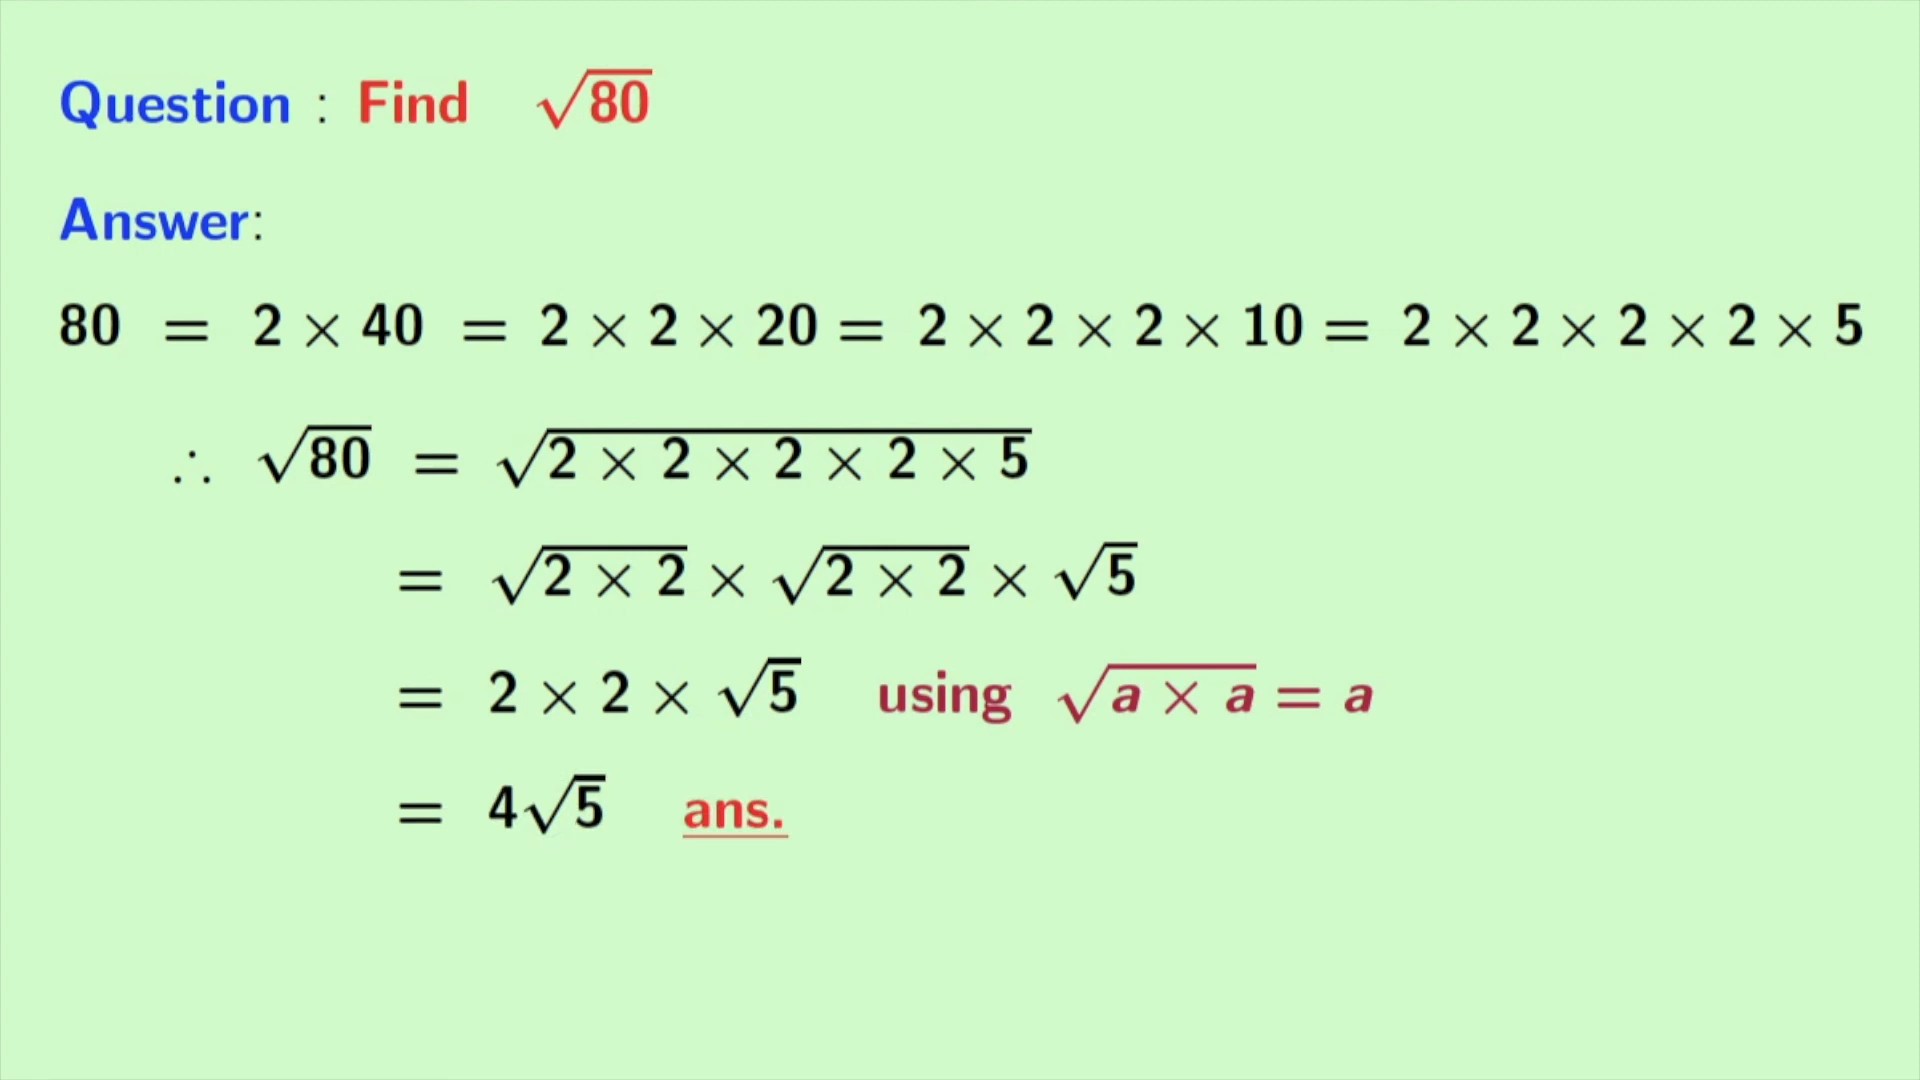 Question : Find √80
Answer:
80 = 2 × 40 = 2 × 2 × 20 = 2 × 2 × 2 × 10 = 2 × 2 × 2 × 2 × 5
∴ √80 = √(2 × 2 × 2 × 2 × 5)
= √(2 × 2) × √(2 × 2) × √5
= 2 × 2 × √5 using √(a × a) = a
= 4√5 ans.